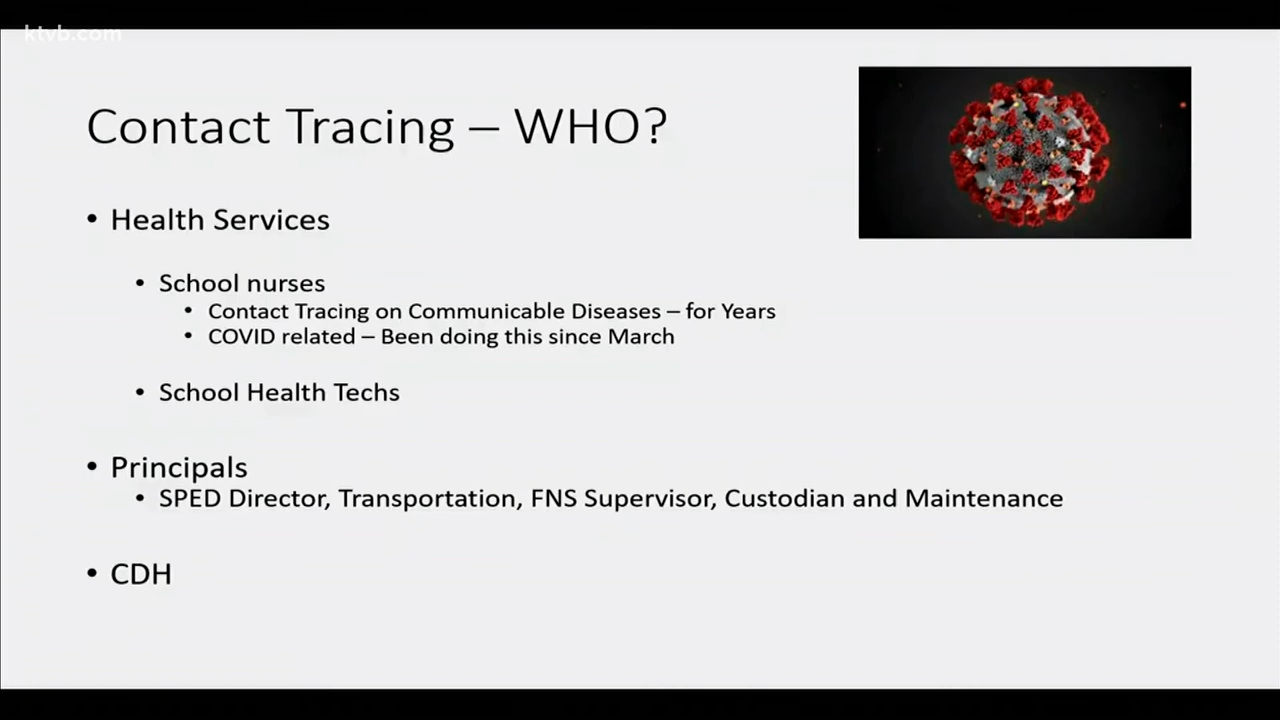 ktvb.com
Contact Tracing – WHO?
• Health Services
• School nurses
• Contact Tracing on Communicable Diseases – for Years
• COVID related – Been doing this since March
• School Health Techs
• Principals
• SPED Director, Transportation, FNS Supervisor, Custodian and Maintenance
• CDH